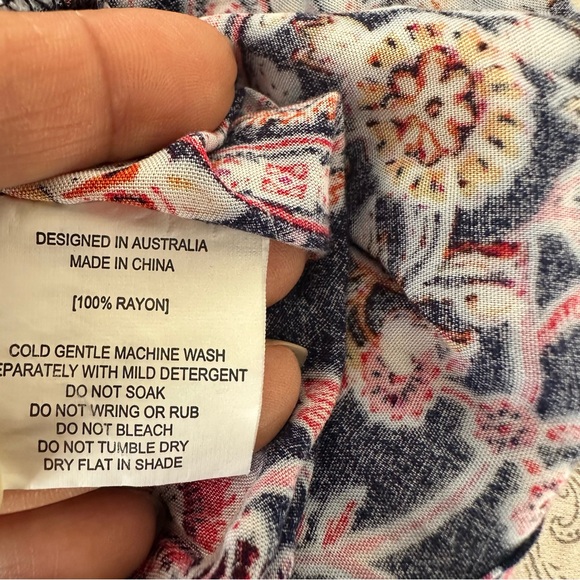 DESIGNED IN AUSTRALIA
MADE IN CHINA
[100% RAYON]
COLD GENTLE MACHINE WASH
EPARATELY WITH MILD DETERGENT
DO NOT SOAK
DO NOT WRING OR RUB
DO NOT BLEACH
DO NOT TUMBLE DRY
DRY FLAT IN SHADE